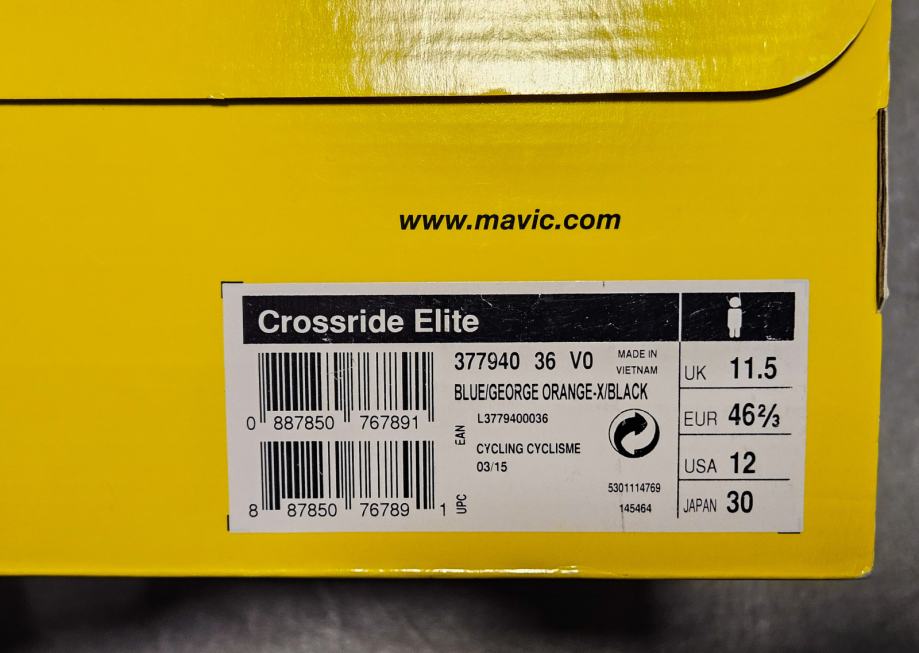 www.mavic.com
Crossride Elite
377940 36 V0
MADE IN
VIETNAM
BLUE/GEORGE ORANGE-X/BLACK
0 887850 767891
EAN
L3779400036
CYCLING CYCLISME
03/15
8 87850 76789 1
UPC
5301114769
145464
UK 11.5
EUR 46⅔
USA 12
JAPAN 30